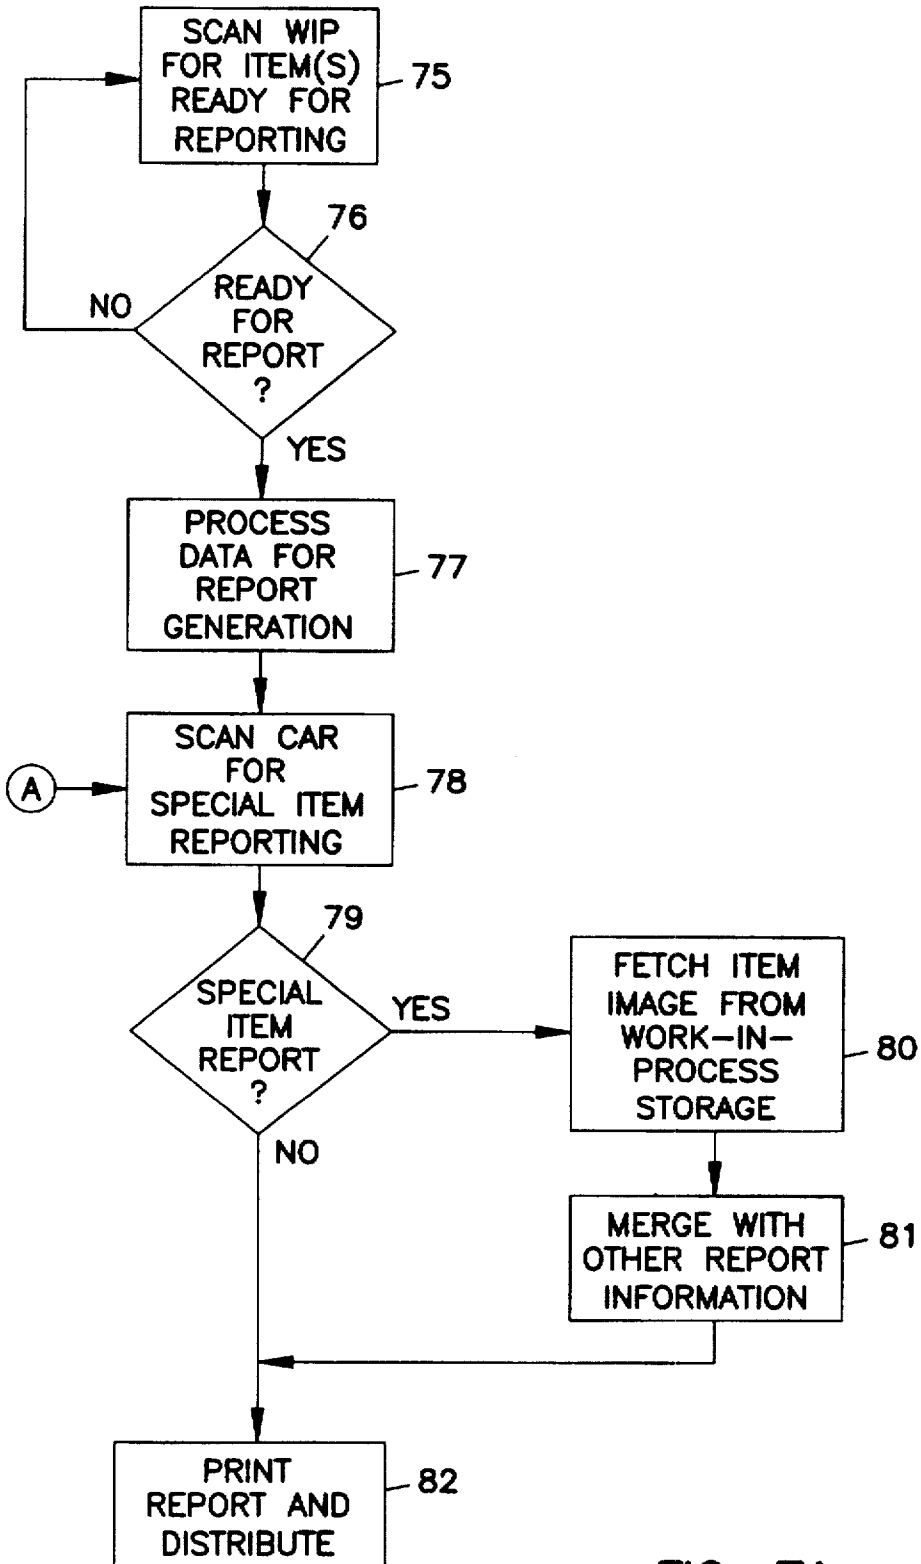 SCAN WIP
FOR ITEM(S)
READY FOR
REPORTING
75
76
READY
FOR
REPORT
?
NO
YES
PROCESS
DATA FOR
REPORT
GENERATION
77
SCAN CAR
FOR
SPECIAL ITEM
REPORTING
78
A
79
SPECIAL
ITEM
REPORT
?
YES
NO
FETCH ITEM
IMAGE FROM
WORK-IN-
PROCESS
STORAGE
80
MERGE WITH
OTHER REPORT
INFORMATION
81
PRINT
REPORT AND
DISTRIBUTE
82